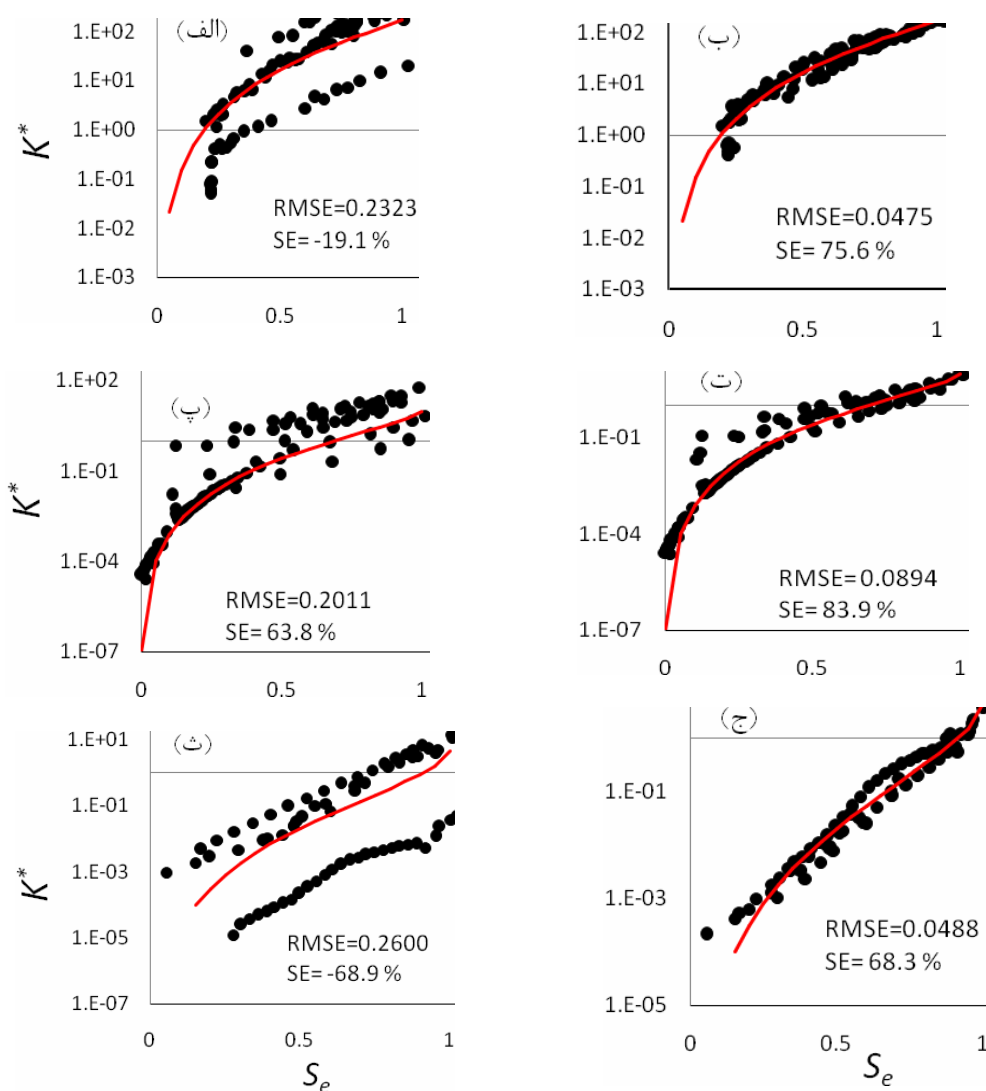 1.E+02
(الف)
1.E+01
1.E+00
1.E-01
1.E-02
1.E-03
K*
RMSE=0.2323
SE= -19.1 %
0 0.5 1
1.E+02
(ب)
1.E+01
1.E+00
1.E-01
1.E-02
1.E-03
RMSE=0.0475
SE= 75.6 %
0 0.5 1
1.E+02
(پ)
1.E-01
1.E-04
1.E-07
K*
RMSE=0.2011
SE= 63.8 %
0 0.5 1
(ت)
1.E-01
1.E-04
1.E-07
RMSE=0.0894
SE= 83.9 %
0 0.5 1
1.E+01
(ث)
1.E-01
1.E-03
1.E-05
1.E-07
K*
RMSE=0.2600
SE= -68.9 %
0 0.5 1
Se
(ج)
1.E-01
1.E-03
1.E-05
RMSE=0.0488
SE= 68.3 %
0 0.5 1
Se